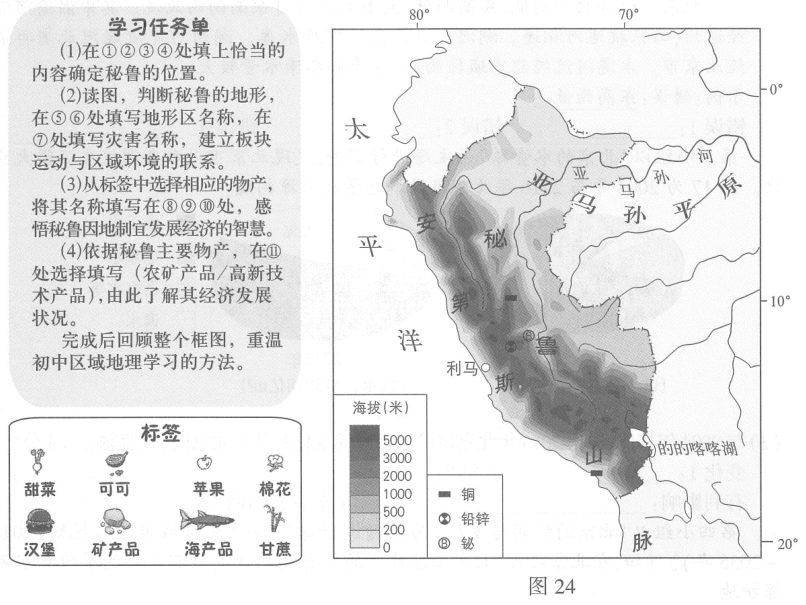 学习任务单
(1)在①②③④处填上恰当的
内容确定秘鲁的位置。
(2)读图，判断秘鲁的地形，
在⑤⑥处填写地形区名称，在
⑦处填写灾害名称，建立板块
运动与区域环境的联系。
(3)从标签中选择相应的物产，
将其名称填写在⑧⑨⑩处，感
悟秘鲁因地制宜发展经济的智慧。
(4)依据秘鲁主要物产，在⑪
处选择填写（农矿产品/高新技
术产品），由此了解其经济发展
状况。
完成后回顾整个框图，重温
初中区域地理学习的方法。
标签
甜菜 可可 苹果 棉花
汉堡 矿产品 海产品 甘蔗
80° 70°
0°
10°
20°
太平洋
安第斯山脉
秘鲁
亚马孙平原
亚马孙河
利马
的的喀喀湖
海拔(米)
5000
3000
2000
1000
500
200
0
铜
铅锌
Ⓑ 铋
Ⓑ
图 24